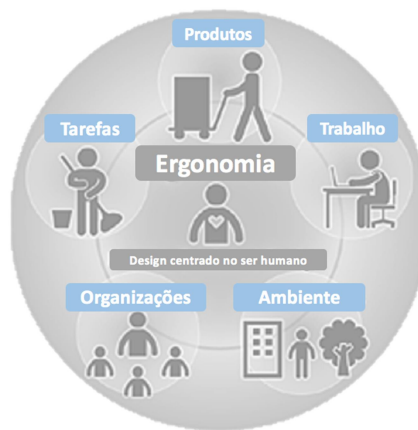 Produtos
Tarefas
Trabalho
Ergonomia
Design centrado no ser humano
Organizações
Ambiente